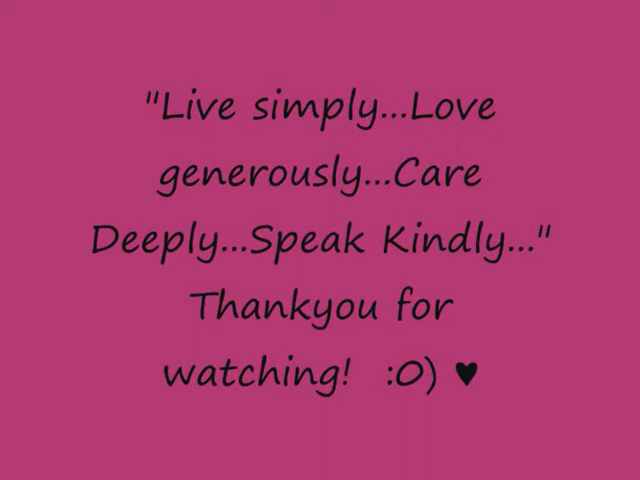 "Live simply...Love
generously...Care
Deeply...Speak Kindly..."
Thankyou for
watching!  :O) ♥